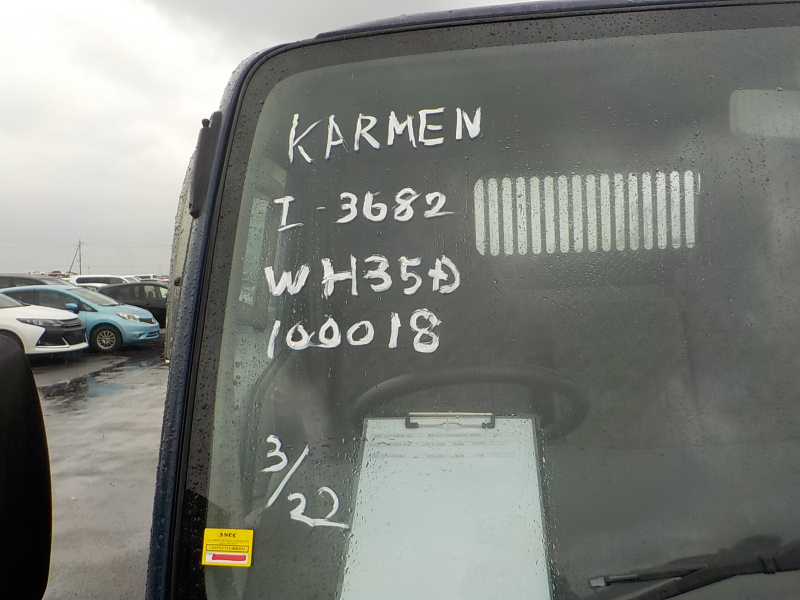 KARMEN
I-3682
WH35D
100018
3/22